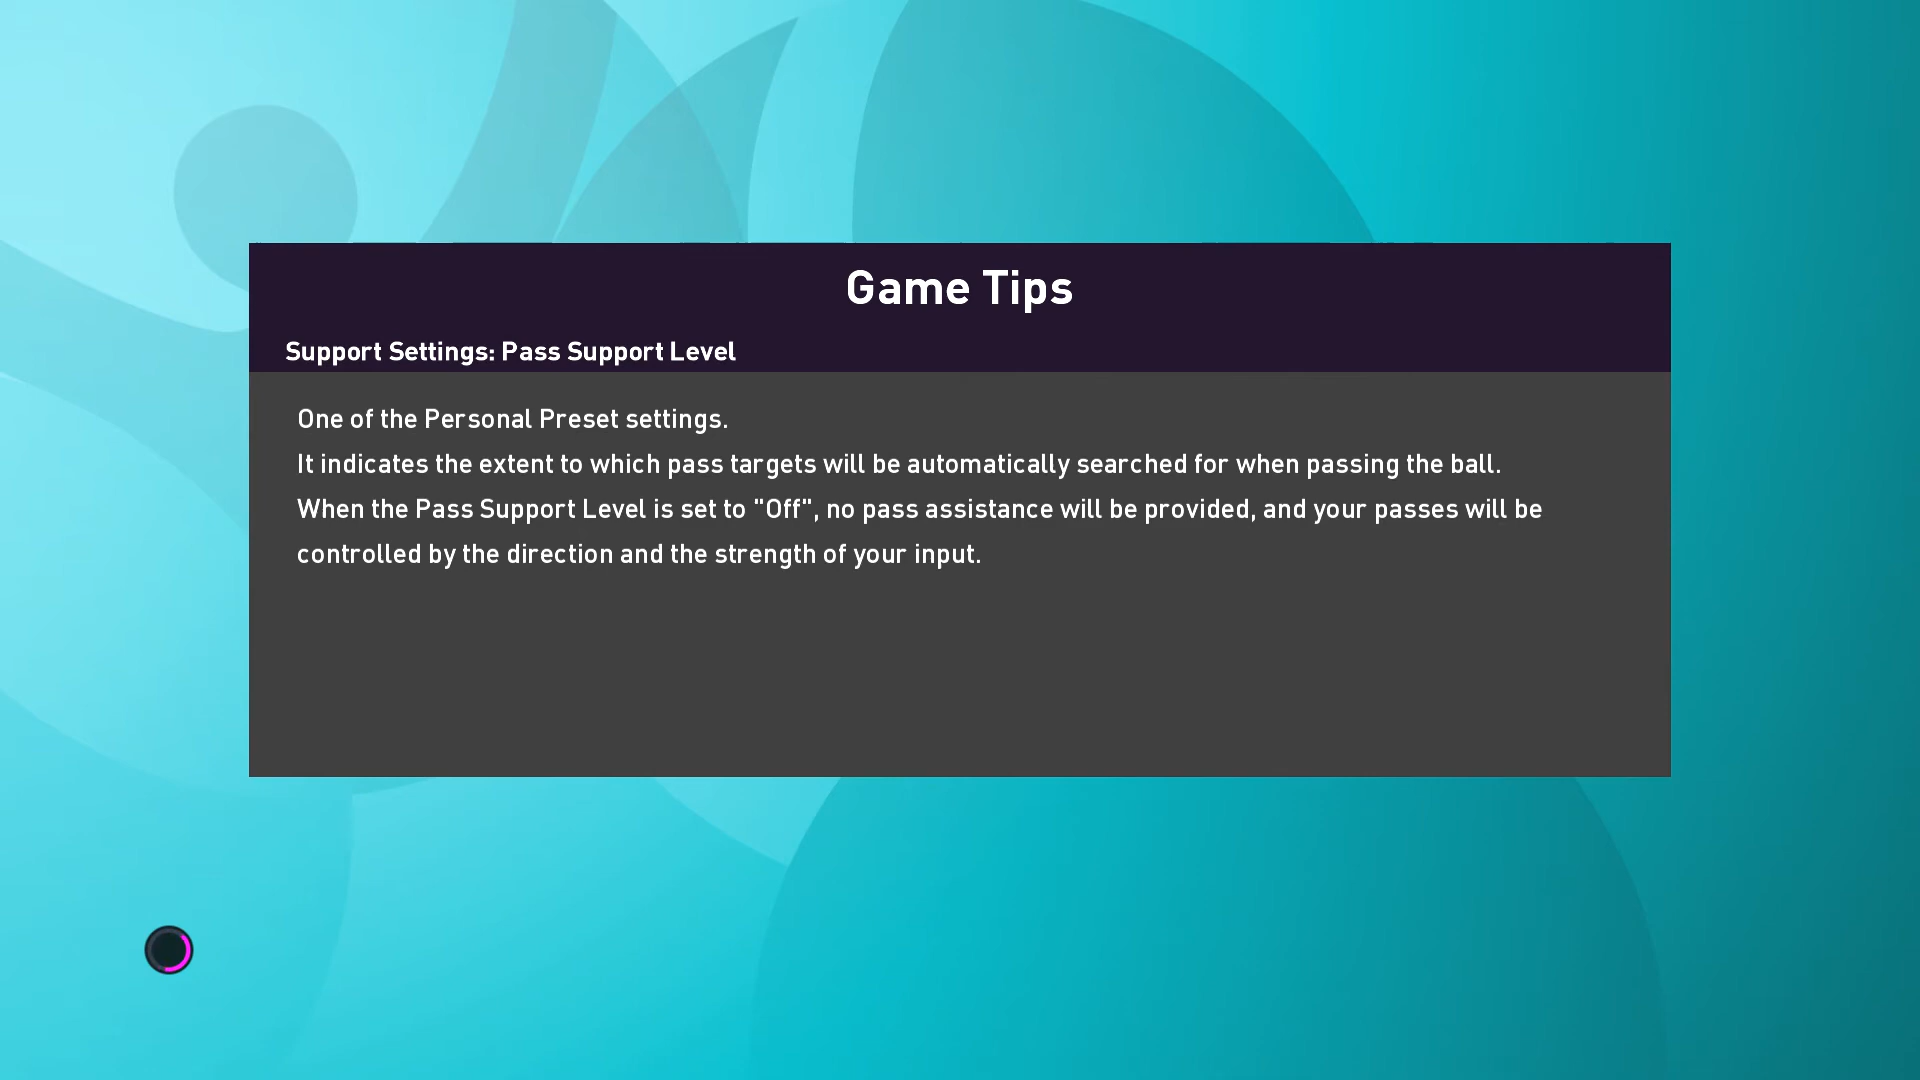 Game Tips
Support Settings: Pass Support Level
One of the Personal Preset settings.
It indicates the extent to which pass targets will be automatically searched for when passing the ball.
When the Pass Support Level is set to "Off", no pass assistance will be provided, and your passes will be
controlled by the direction and the strength of your input.